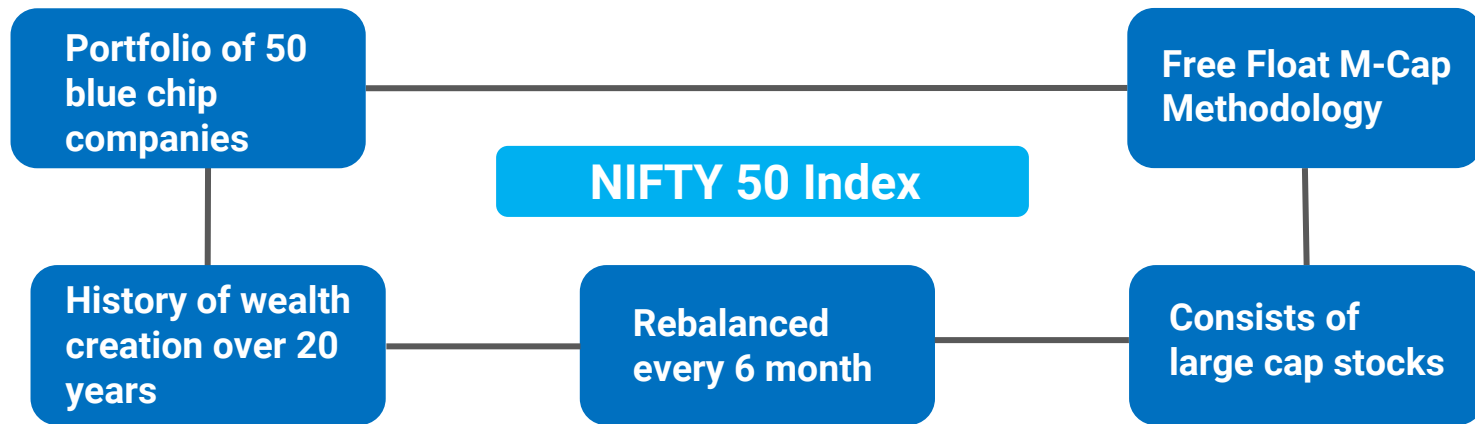 Portfolio of 50
blue chip
companies
Free Float M-Cap
Methodology
NIFTY 50 Index
History of wealth
creation over 20
years
Rebalanced
every 6 month
Consists of
large cap stocks